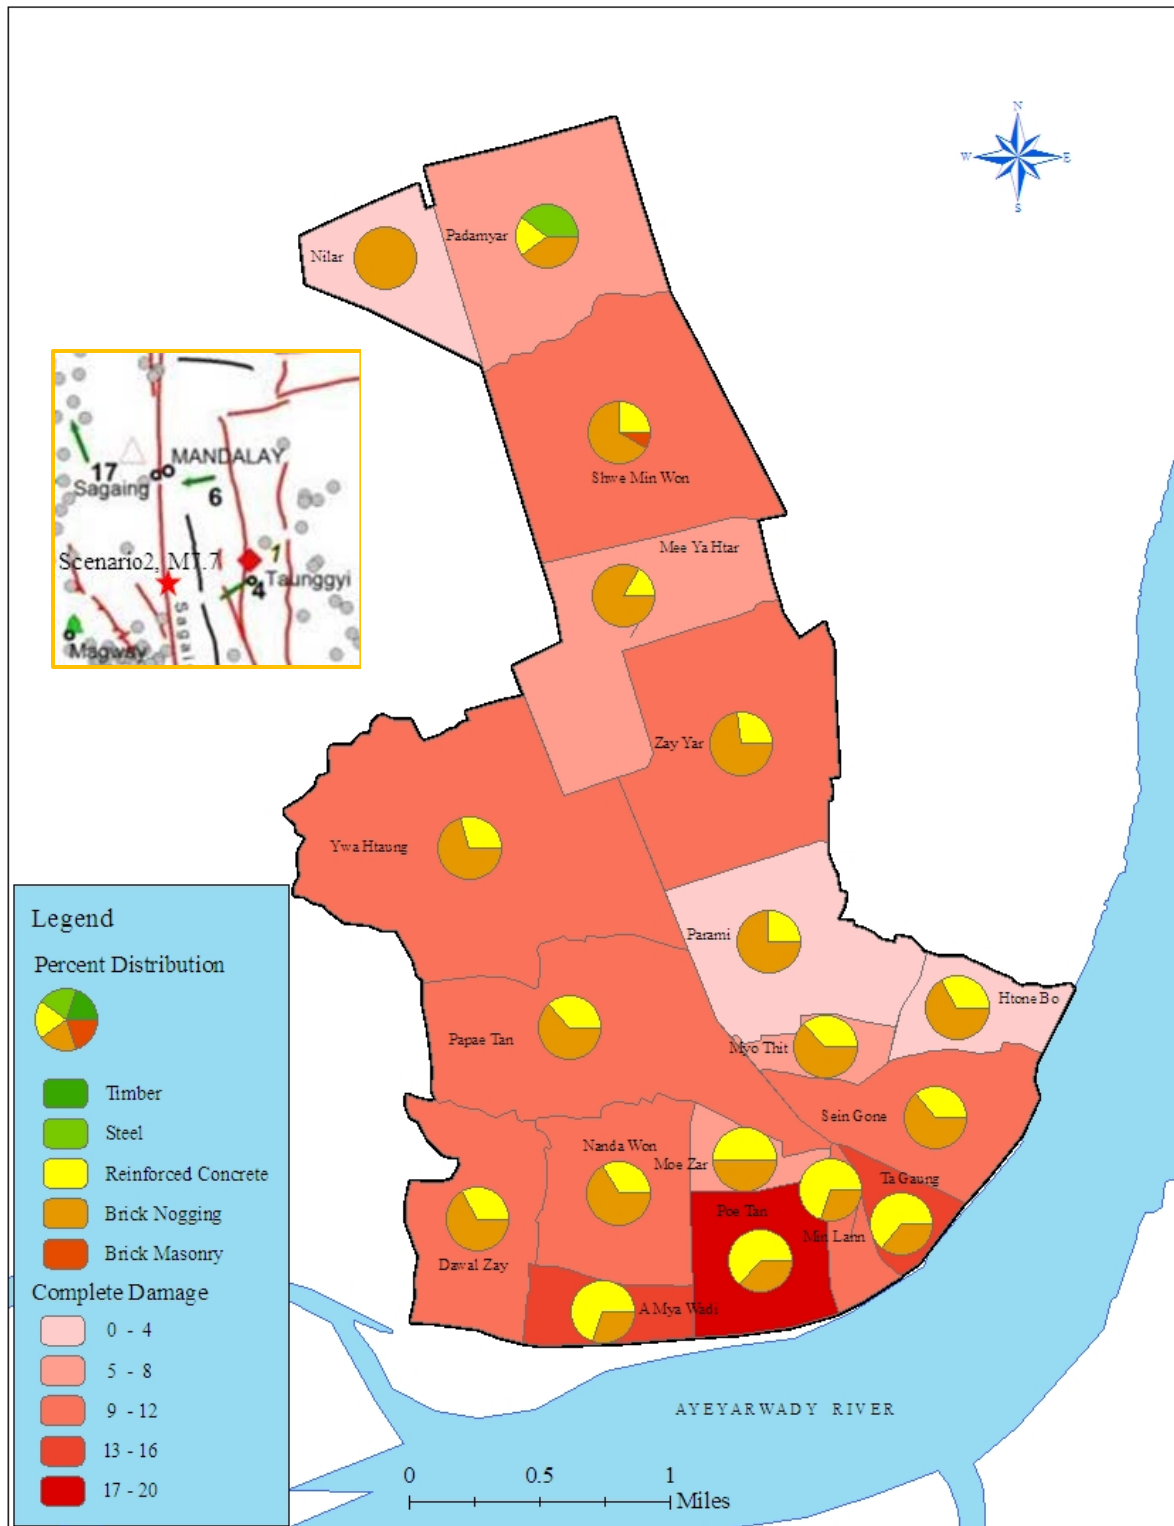 N
W E
S
Padamyar
Nilar
Shwe Min Won
Mee Ya Htar
Zay Yar
Ywa Htaung
Parami
Htone Bo
Papae Tan
Myo Thit
Sein Gone
Nanda Won
Moe Zar
Ta Gaung
Poe Tan
Min Lann
Dawal Zay
A Mya Wadi
MANDALAY
17
Sagaing
6
Scenario2, M7.7
1
Taunggyi
4
Sagai
Magway
Legend
Percent Distribution
Timber
Steel
Reinforced Concrete
Brick Nogging
Brick Masonry
Complete Damage
0 - 4
5 - 8
9 - 12
13 - 16
17 - 20
AYEYARWADY RIVER
0 0.5 1
Miles